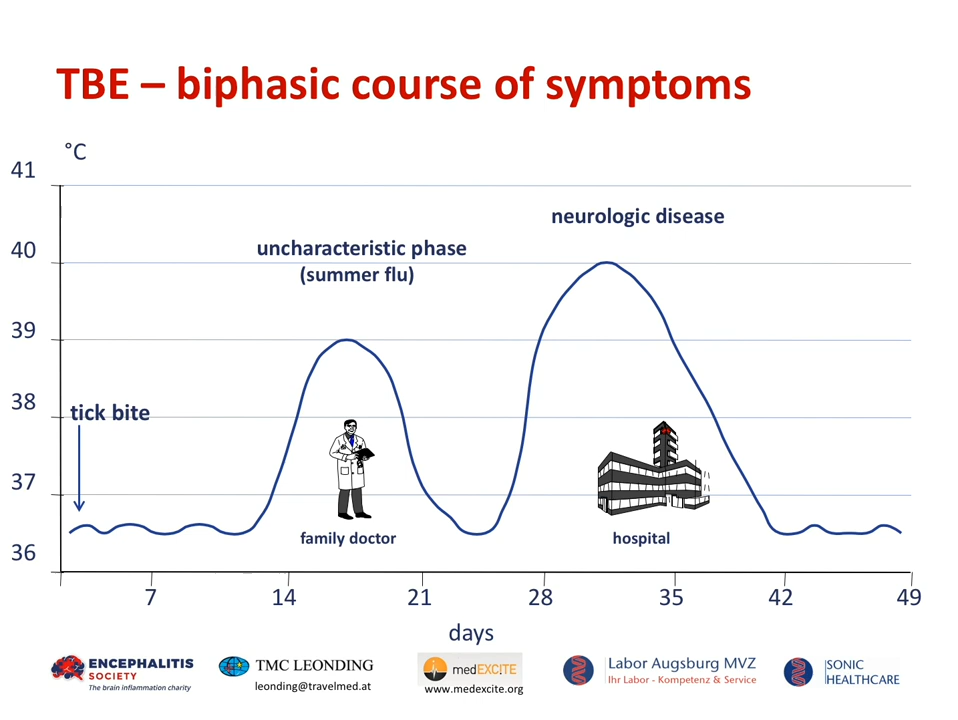 TBE – biphasic course of symptoms
°C
41
neurologic disease
40
uncharacteristic phase
(summer flu)
39
38
tick bite
37
family doctor
hospital
36
7
14
21
28
35
42
49
days
ENCEPHALITIS
SOCIETY
The brain inflammation charity
TMC LEONDING
leonding@travelmed.at
medEXCITE
www.medexcite.org
Labor Augsburg MVZ
Ihr Labor - Kompetenz & Service
SONIC
HEALTHCARE